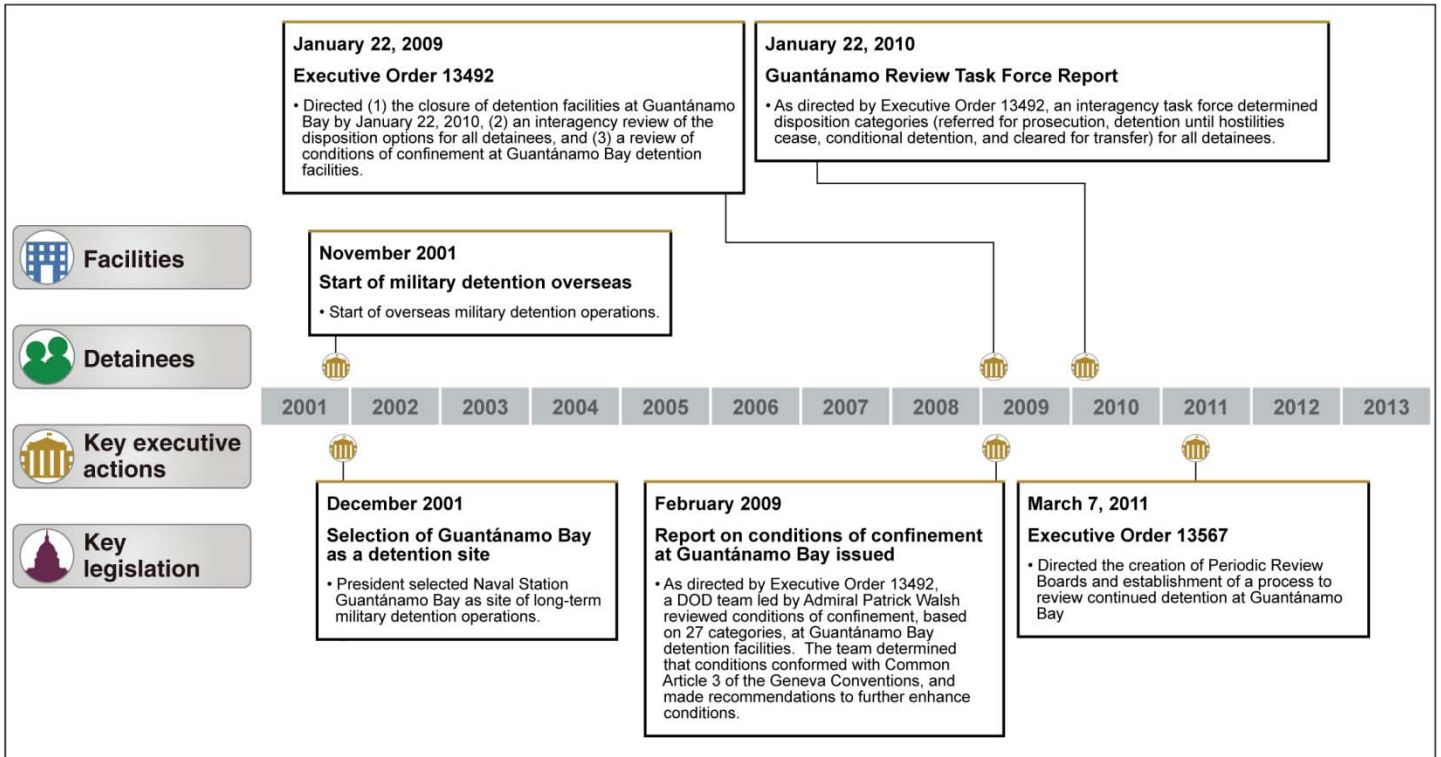 January 22, 2009
Executive Order 13492
• Directed (1) the closure of detention facilities at Guantánamo
Bay by January 22, 2010, (2) an interagency review of the
disposition options for all detainees, and (3) a review of
conditions of confinement at Guantánamo Bay detention
facilities.
January 22, 2010
Guantánamo Review Task Force Report
• As directed by Executive Order 13492, an interagency task force determined
disposition categories (referred for prosecution, detention until hostilities
cease, conditional detention, and cleared for transfer) for all detainees.
Facilities
Detainees
Key executive
actions
Key
legislation
November 2001
Start of military detention overseas
• Start of overseas military detention operations.
2001 2002 2003 2004 2005 2006 2007 2008 2009 2010 2011 2012 2013
December 2001
Selection of Guantánamo Bay
as a detention site
• President selected Naval Station
Guantánamo Bay as site of long-term
military detention operations.
February 2009
Report on conditions of confinement
at Guantánamo Bay issued
• As directed by Executive Order 13492,
a DOD team led by Admiral Patrick Walsh
reviewed conditions of confinement, based
on 27 categories, at Guantánamo Bay
detention facilities. The team determined
that conditions conformed with Common
Article 3 of the Geneva Conventions, and
made recommendations to further enhance
conditions.
March 7, 2011
Executive Order 13567
• Directed the creation of Periodic Review
Boards and establishment of a process to
review continued detention at Guantánamo
Bay